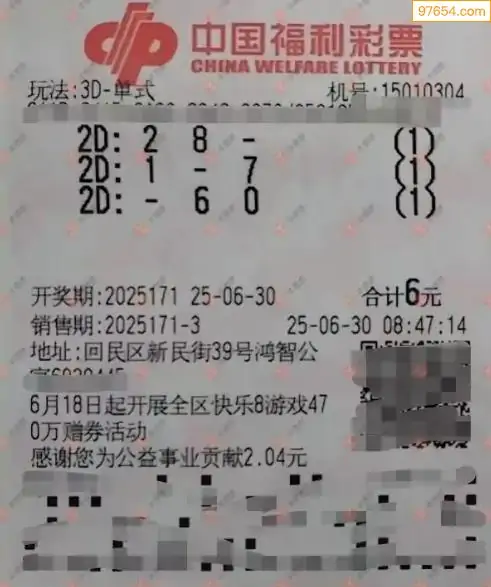 97654.com
中国福利彩票
CHINA WELFARE LOTTERY
玩法:3D-单式 机号:15010304
2D: 2 8 - (1)
2D: 1 - 7 (1)
2D: - 6 0 (1)
开奖期:2025171 25-06-30 合计6元
销售期:2025171-3 25-06-30 08:47:14
地址:回民区新民街39号鸿智公
6月18日起开展全区快乐8游戏47
0万赠券活动
感谢您为公益事业贡献2.04元